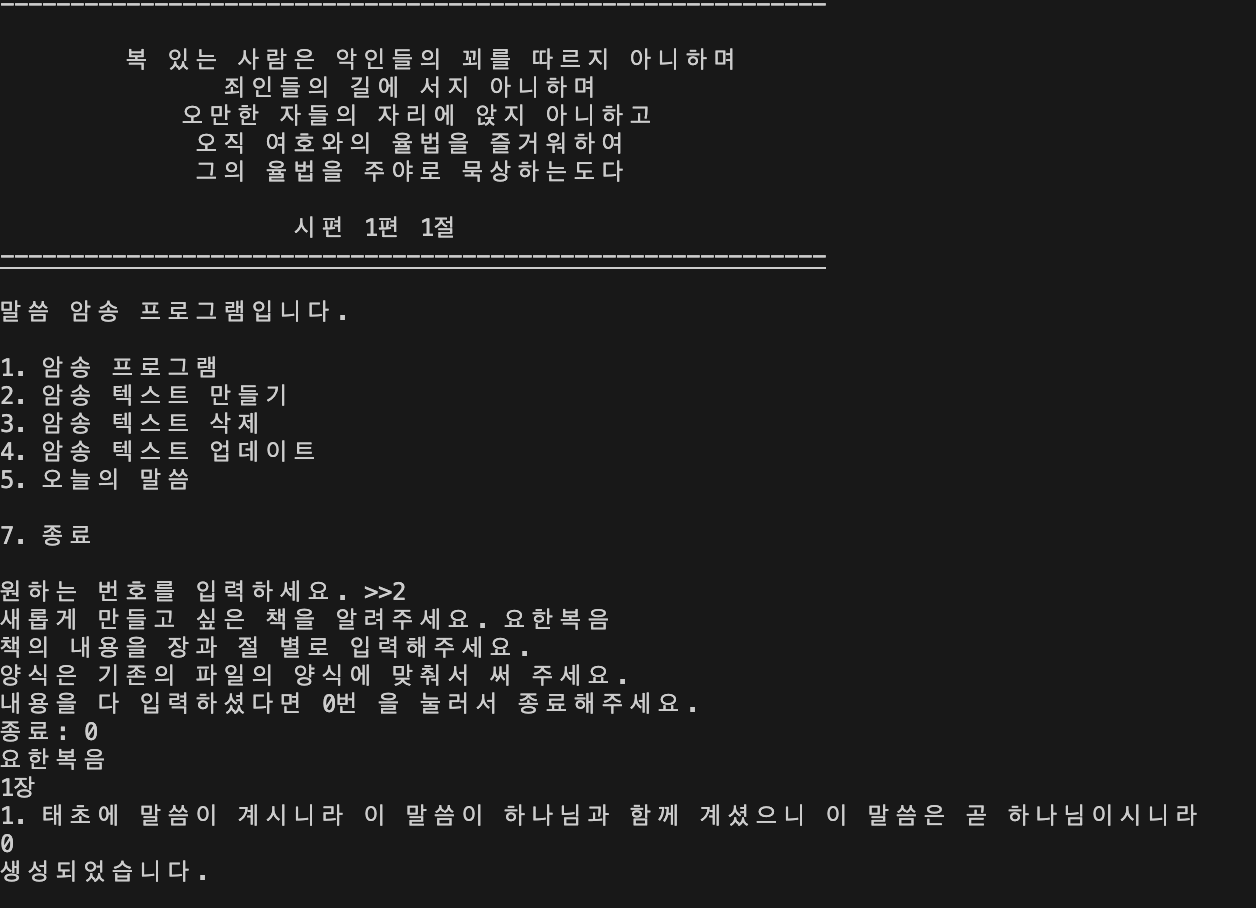 복 있는 사람은 악인들의 꾀를 따르지 아니하며
죄인들의 길에 서지 아니하며
오만한 자들의 자리에 앉지 아니하고
오직 여호와의 율법을 즐거워하여
그의 율법을 주야로 묵상하는도다
시편 1편 1절
말씀 암송 프로그램입니다.
1. 암송 프로그램
2. 암송 텍스트 만들기
3. 암송 텍스트 삭제
4. 암송 텍스트 업데이트
5. 오늘의 말씀
7. 종료
원하는 번호를 입력하세요. >>2
새롭게 만들고 싶은 책을 알려주세요. 요한복음
책의 내용을 장과 절 별로 입력해주세요.
양식은 기존의 파일의 양식에 맞춰서 써 주세요.
내용을 다 입력하셨다면 0번 을 눌러서 종료해주세요.
종료: 0
요한복음
1장
1. 태초에 말씀이 계시니라 이 말씀이 하나님과 함께 계셨으니 이 말씀은 곧 하나님이시니라
0
생성되었습니다.